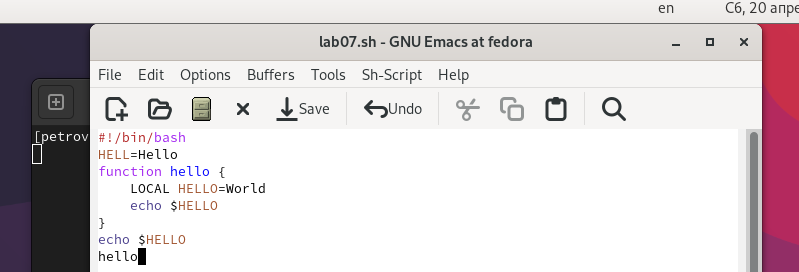 en
Сб, 20 апре
lab07.sh - GNU Emacs at fedora
File Edit Options Buffers Tools Sh-Script Help
Save Undo
[petrov
#!/bin/bash
HELL=Hello
function hello {
    LOCAL HELLO=World
    echo $HELLO
}
echo $HELLO
hello